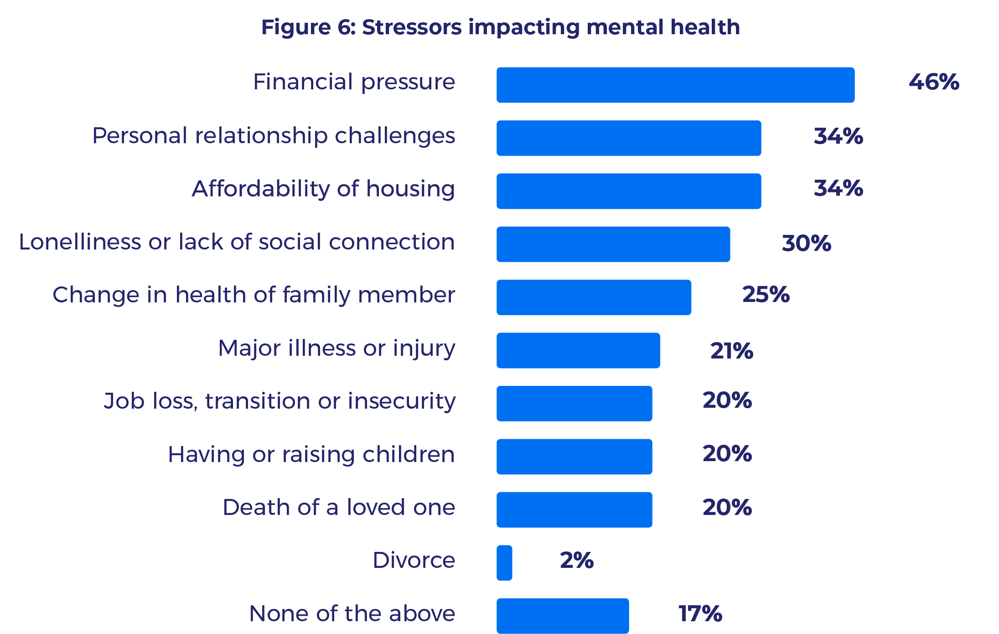 Figure 6: Stressors impacting mental health
Financial pressure 46%
Personal relationship challenges 34%
Affordability of housing 34%
Lonelliness or lack of social connection 30%
Change in health of family member 25%
Major illness or injury 21%
Job loss, transition or insecurity 20%
Having or raising children 20%
Death of a loved one 20%
Divorce 2%
None of the above 17%